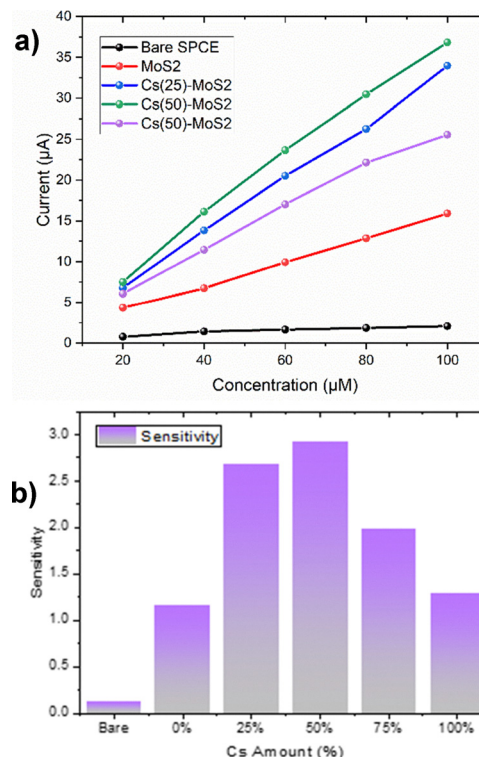 a)
Bare SPCE
MoS2
Cs(25)-MoS2
Cs(50)-MoS2
Cs(50)-MoS2
40
35
30
25
20
15
10
5
0
Currrent (µA)
20 40 60 80 100
Concentration (µM)
b)
Sensitivity
3.0
2.5
2.0
1.5
1.0
0.5
0.0
Sensitivity
Bare 0% 25% 50% 75% 100%
Cs Amount (%)